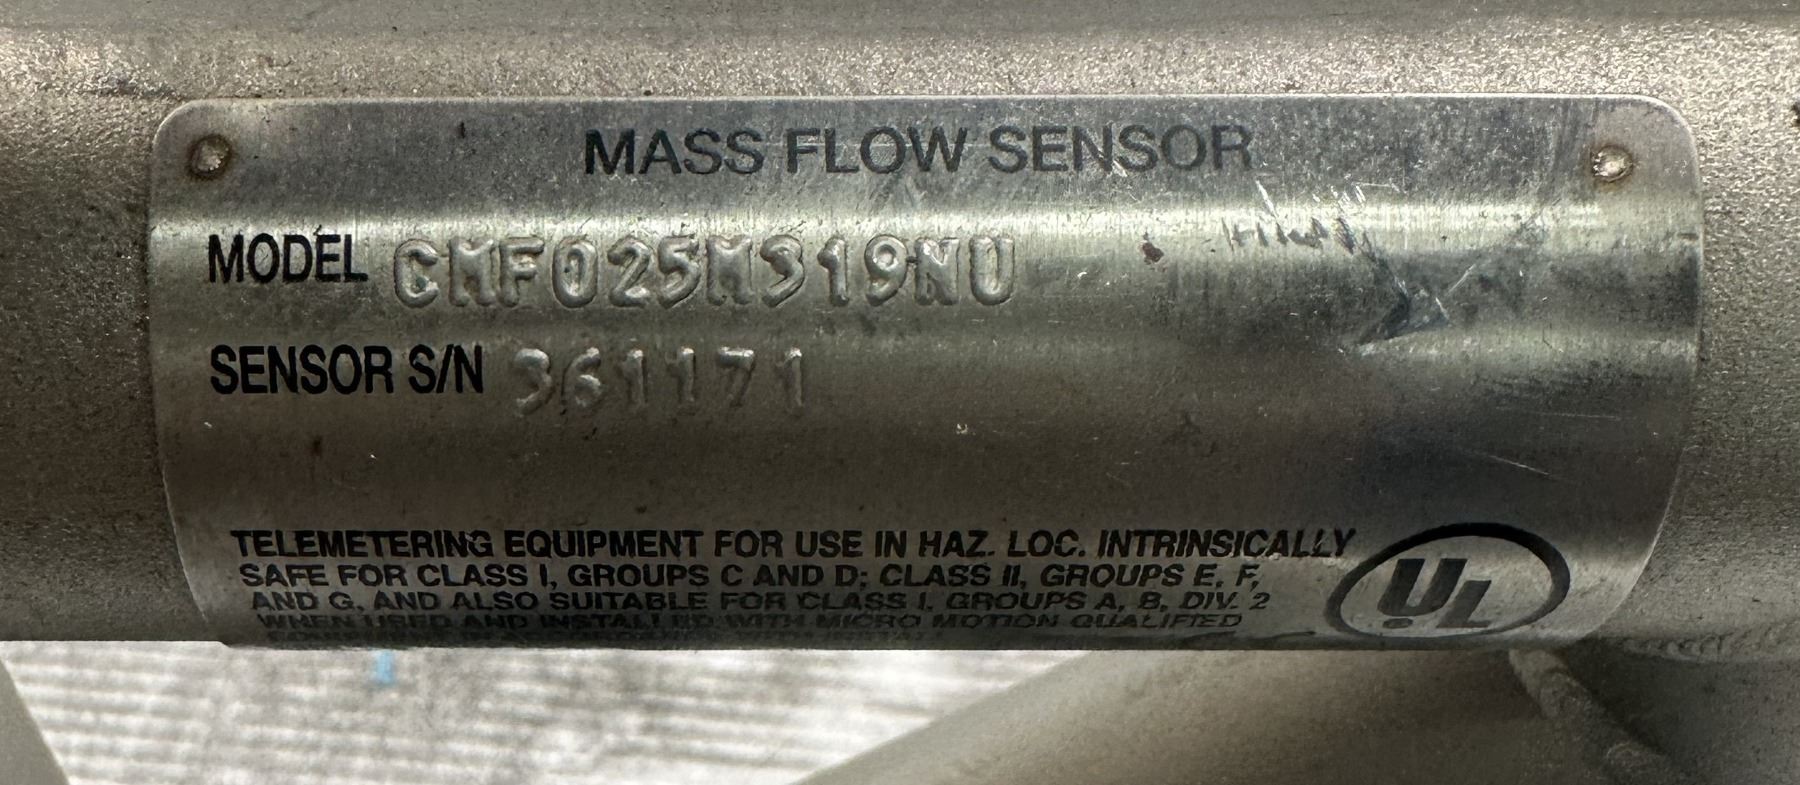 MASS FLOW SENSOR
MODEL CMF025M319NU
SENSOR S/N 361171
TELEMETERING EQUIPMENT FOR USE IN HAZ. LOC. INTRINSICALLY
SAFE FOR CLASS I, GROUPS C AND D; CLASS II, GROUPS E, F,
AND G, AND ALSO SUITABLE FOR CLASS I, GROUPS A, B, DIV. 2
WHEN USED AND INSTALLED WITH MICRO MOTION QUALIFIED
UL